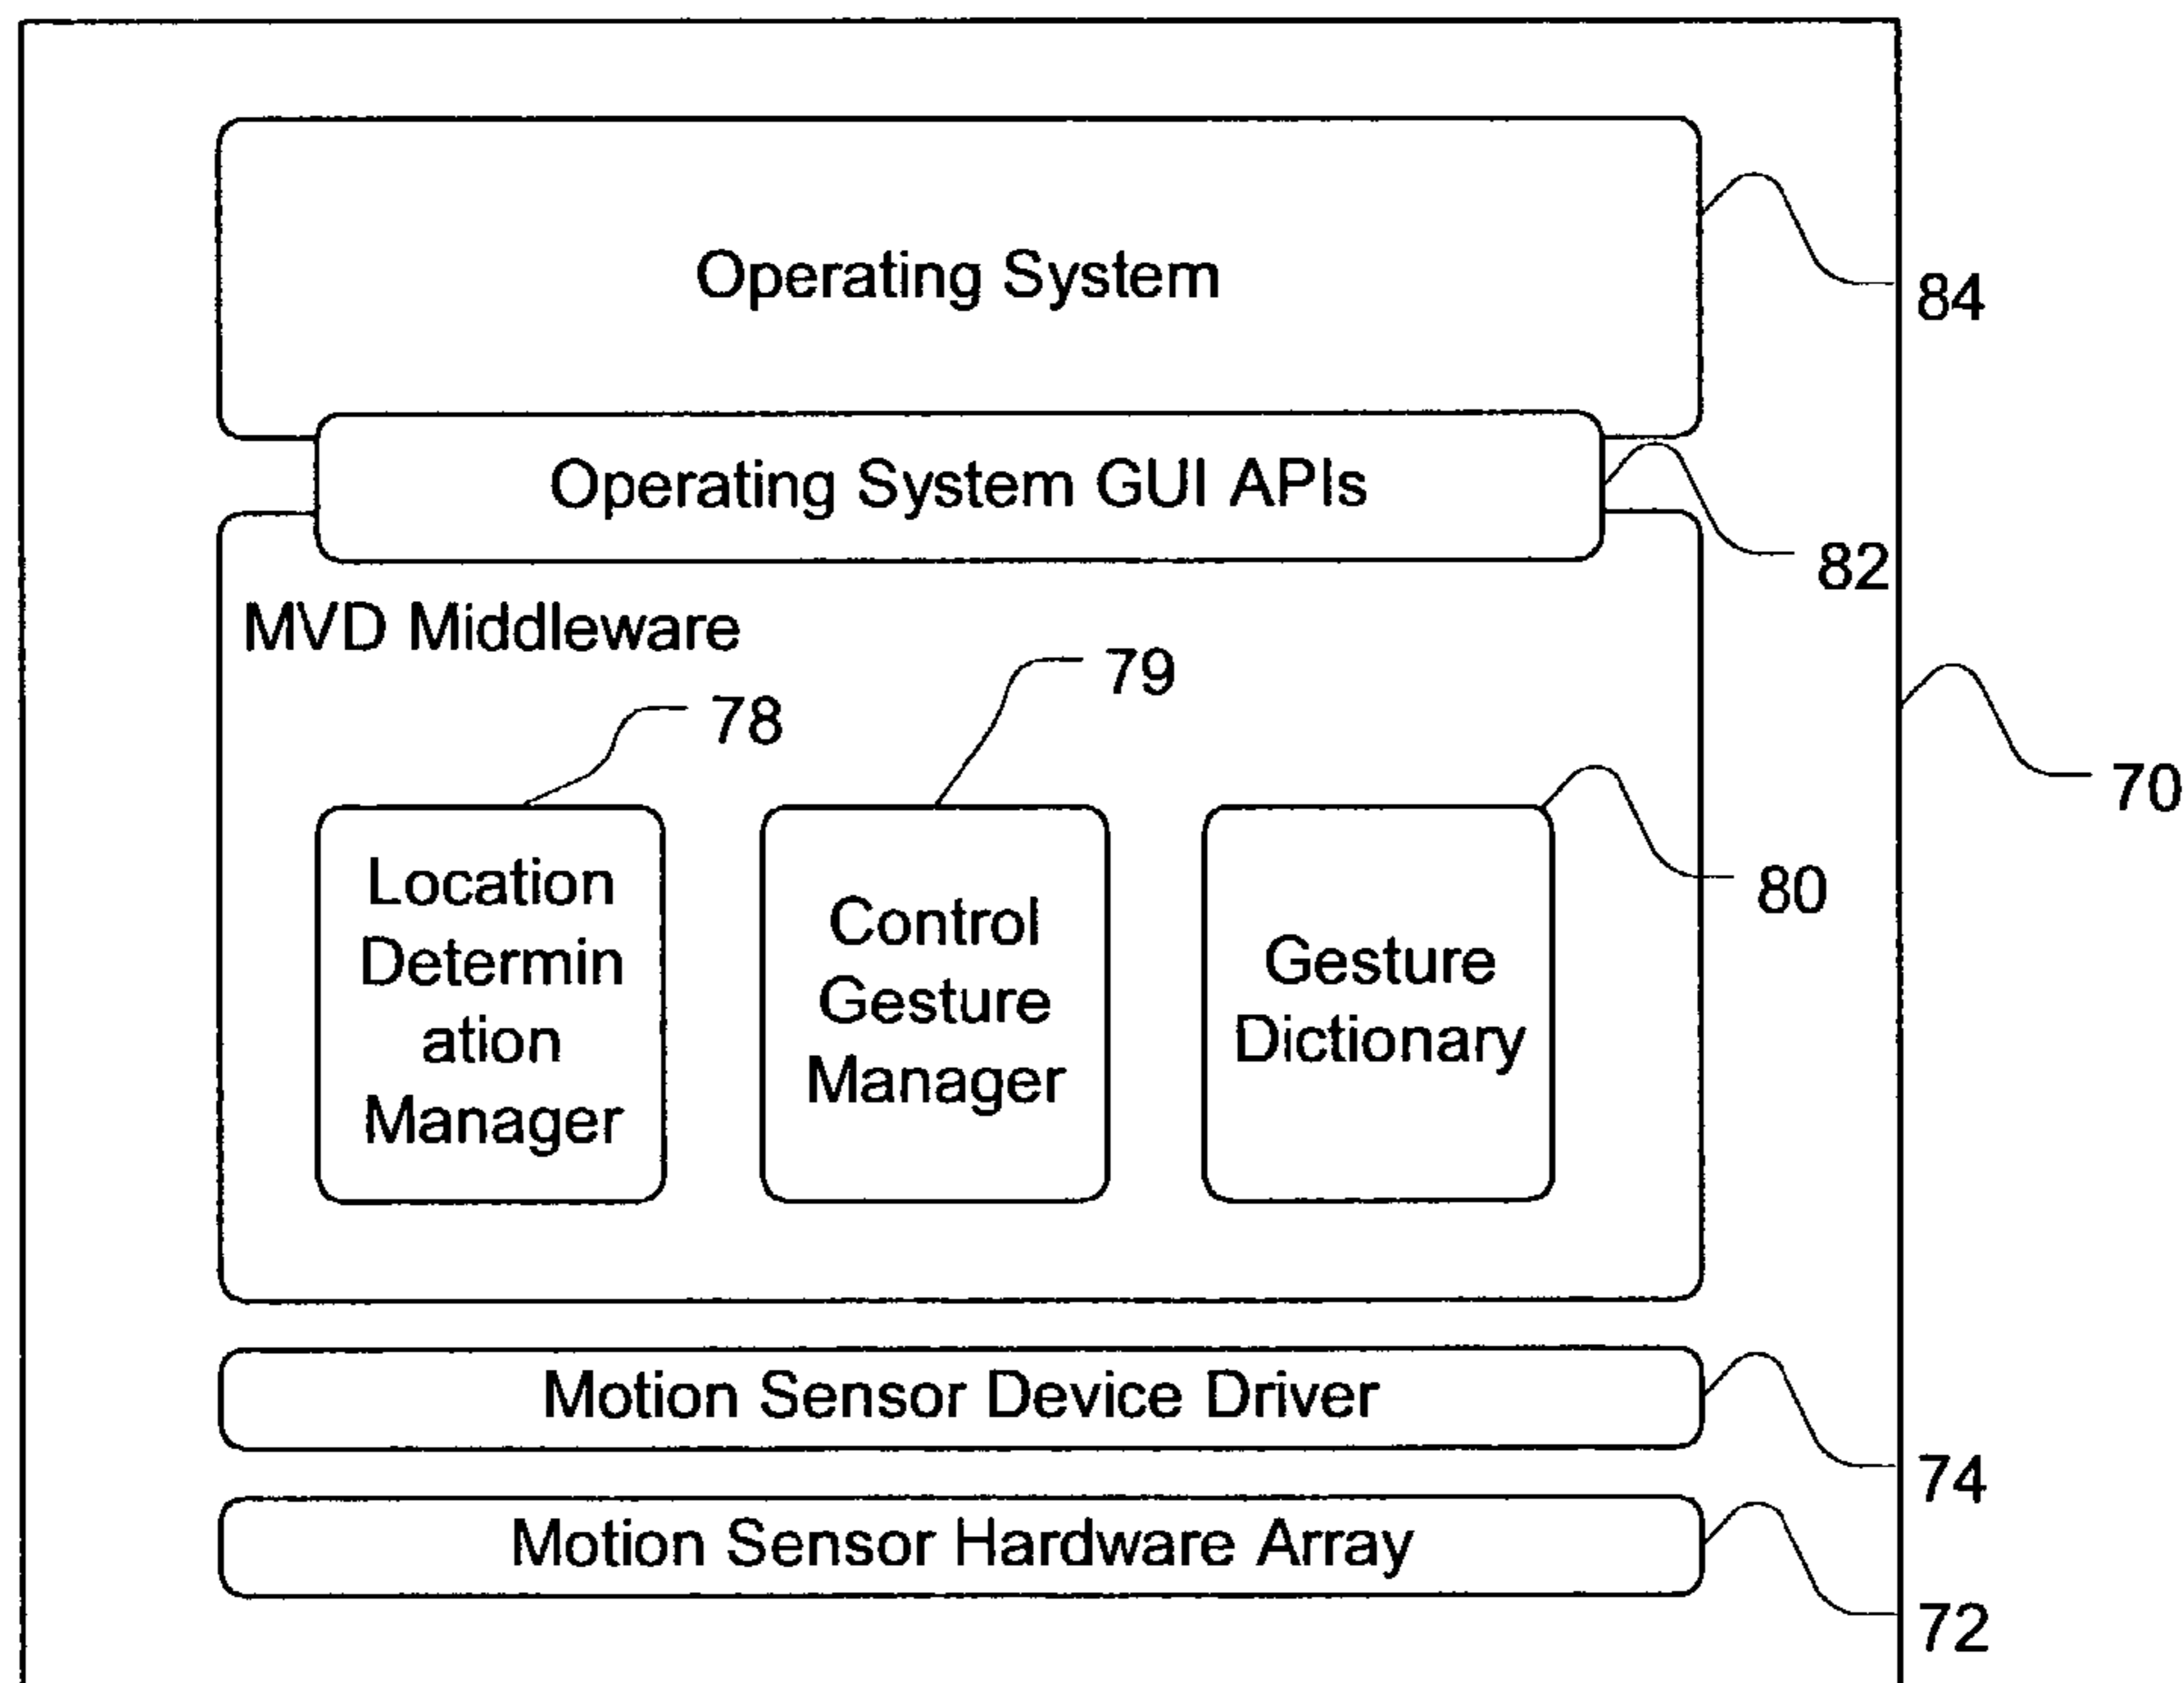 Operating System
84
Operating System GUI APIs
82
MVD Middleware
79
78
70
Location
Determin
ation
Manager
Control
Gesture
Manager
Gesture
Dictionary
80
Motion Sensor Device Driver
74
Motion Sensor Hardware Array
72